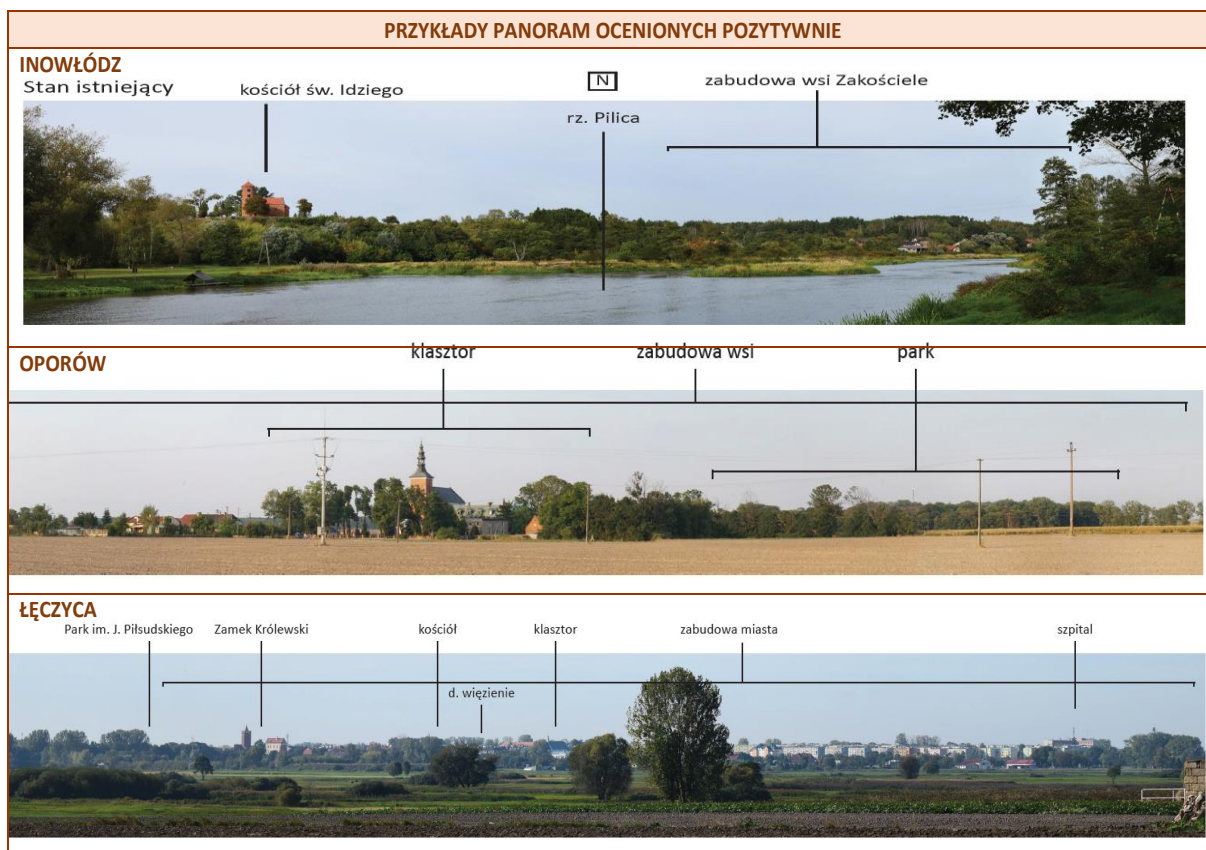 PRZYKŁADY PANORAM OCENIONYCH POZYTYWNIE
INOWŁÓDZ
Stan istniejący
kościół św. Idziego
N
zabudowa wsi Zakościele
rz. Pilica
OPORÓW
klasztor
zabudowa wsi
park
ŁĘCZYCA
Park im. J. Piłsudskiego
Zamek Królewski
kościół
klasztor
zabudowa miasta
szpital
d. więzienie